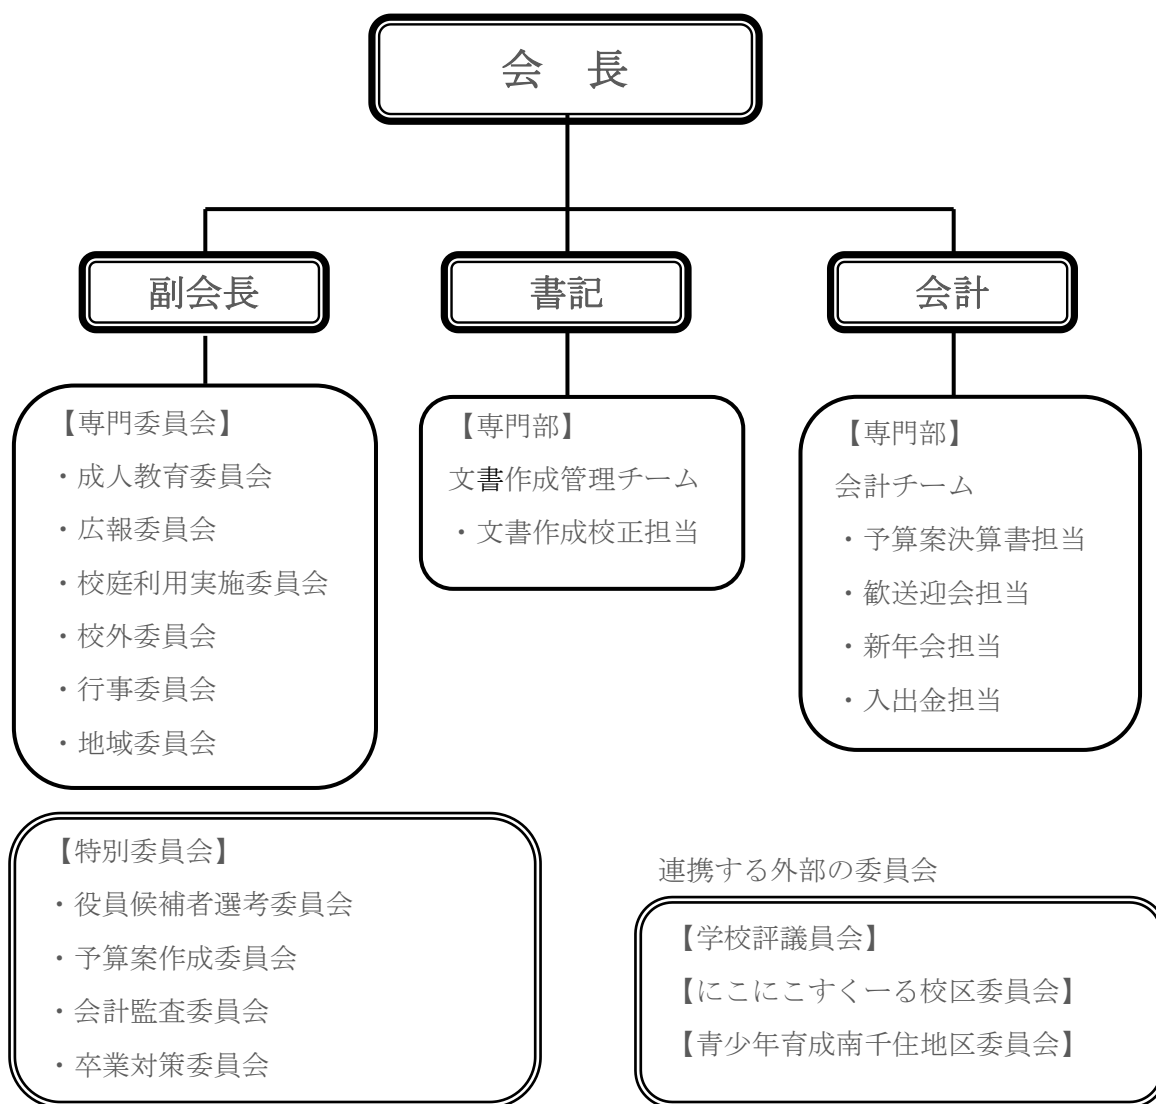 会　長
副会長
書記
会計
【専門委員会】
・成人教育委員会
・広報委員会
・校庭利用実施委員会
・校外委員会
・行事委員会
・地域委員会
【専門部】
文書作成管理チーム
・文書作成校正担当
【専門部】
会計チーム
・予算案決算書担当
・歓送迎会担当
・新年会担当
・入出金担当
【特別委員会】
・役員候補者選考委員会
・予算案作成委員会
・会計監査委員会
・卒業対策委員会
連携する外部の委員会
【学校評議員会】
【にこにこすくーる校区委員会】
【青少年育成南千住地区委員会】